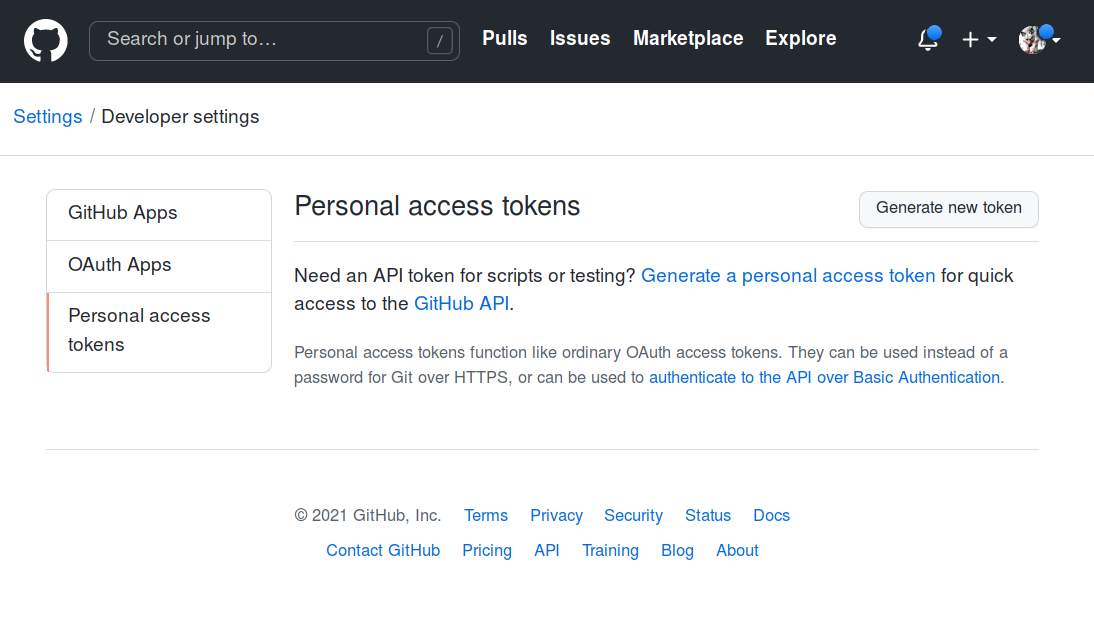 Search or jump to… / Pulls Issues Marketplace Explore
Settings / Developer settings
GitHub Apps
OAuth Apps
Personal access
tokens
Personal access tokens
Generate new token
Need an API token for scripts or testing? Generate a personal access token for quick
access to the GitHub API.
Personal access tokens function like ordinary OAuth access tokens. They can be used instead of a
password for Git over HTTPS, or can be used to authenticate to the API over Basic Authentication.
© 2021 GitHub, Inc. Terms Privacy Security Status Docs
Contact GitHub Pricing API Training Blog About